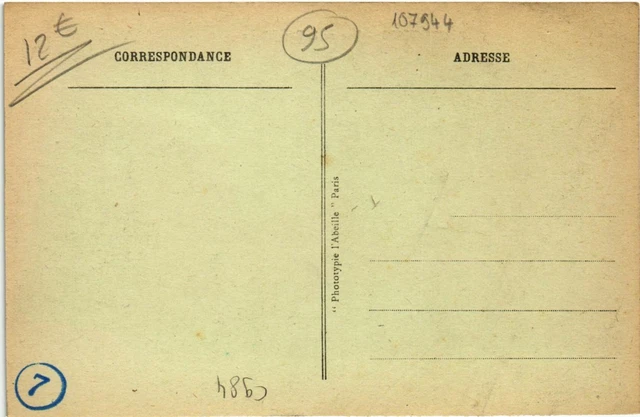 12€
95
107944
CORRESPONDANCE
ADRESSE
" Phototypie l'Abeille " Paris
7
C984